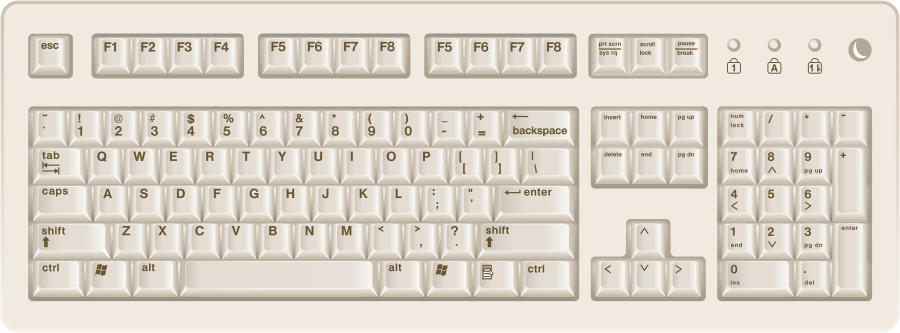 esc F1 F2 F3 F4 F5 F6 F7 F8 F5 F6 F7 F8 prt scrn sys rq scroll lock pause break
1 A 1
~ ` ! 1 @ 2 # 3 $ 4 % 5 ^ 6 & 7 * 8 ( 9 ) 0 _ - + = ← backspace insert home pg up num lock / * -
tab Q W E R T Y U I O P [ [ ] ] | \ delete end pg dn 7 home 8 ^ 9 pg up +
caps A S D F G H J K L : ; " ' ↵ enter 4 < 5 6 >
shift Z X C V B N M < , > . ? . shift ^ 1 end 2 v 3 pg dn enter
ctrl alt alt ctrl < v > 0 ins . del